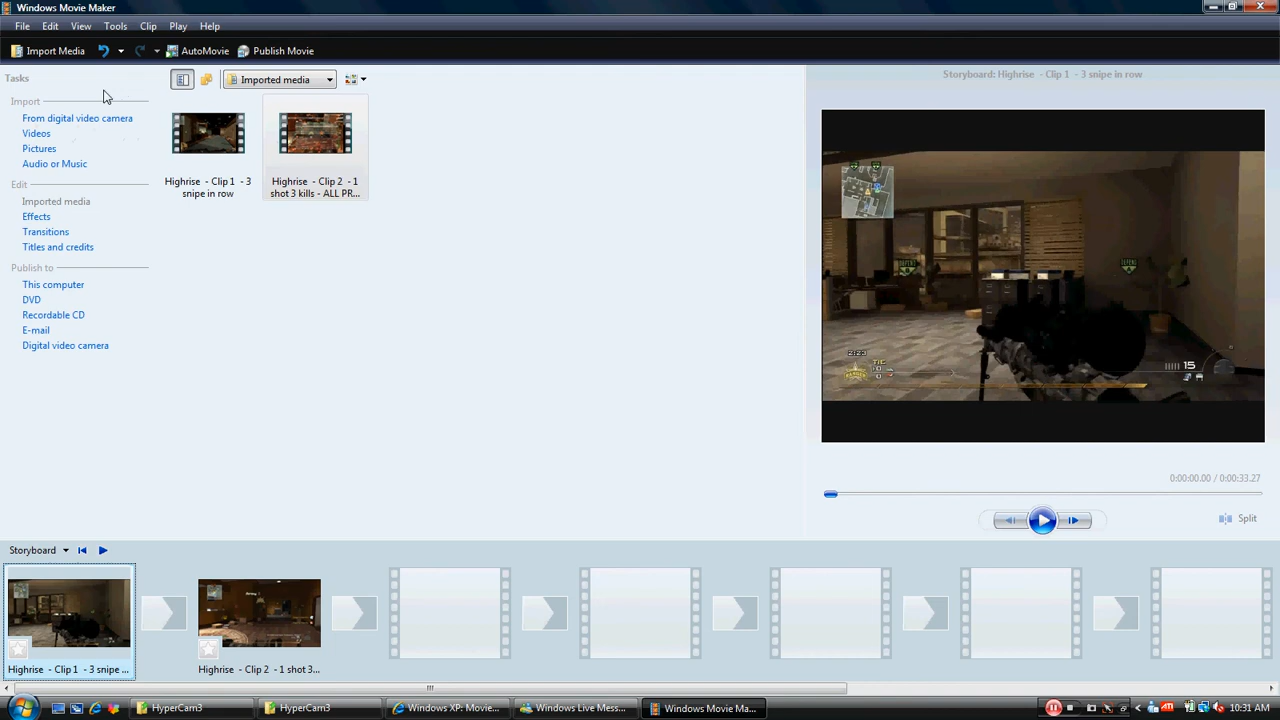 Windows Movie Maker
File Edit View Tools Clip Play Help
Import Media AutoMovie Publish Movie
Tasks
Imported media
Storyboard: Highrise - Clip 1 - 3 snipe in row
Import
From digital video camera
Videos
Pictures
Audio or Music
Edit
Imported media
Effects
Transitions
Titles and credits
Publish to
This computer
DVD
Recordable CD
E-mail
Digital video camera
Highrise - Clip 1 - 3
snipe in row
Highrise - Clip 2 - 1
shot 3 kills - ALL PR...
DEFEND
DEFEND
2:23
15
0:00:00.00 / 0:00:33.27
Split
Storyboard
Highrise - Clip 1 - 3 snipe ...
Highrise - Clip 2 - 1 shot 3...
HyperCam3
HyperCam3
Windows XP: Movie...
Windows Live Mess...
Windows Movie Ma...
10:31 AM